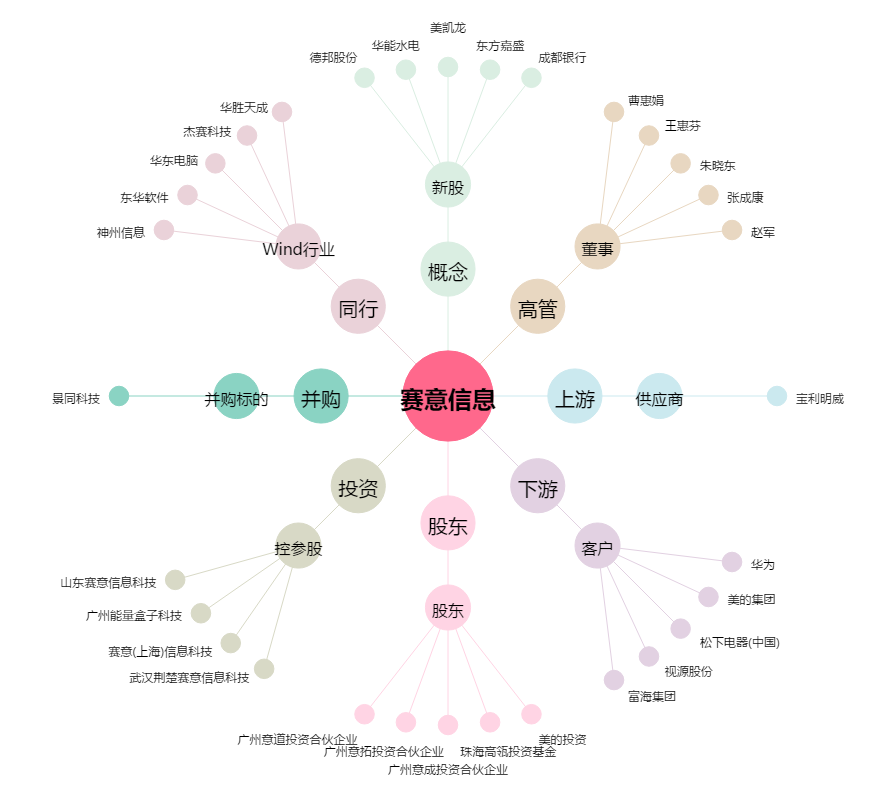 美凯龙
华能水电
东方嘉盛
德邦股份
成都银行
华胜天成
曹惠娟
杰赛科技
王惠芬
华东电脑
朱晓东
东华软件
张成康
神州信息
赵军
新股
Wind行业
董事
概念
同行
高管
景同科技
并购标的
并购
赛意信息
上游
供应商
宝利明威
投资
下游
股东
控参股
客户
山东赛意信息科技
华为
广州能量盒子科技
美的集团
股东
赛意(上海)信息科技
松下电器(中国)
武汉荆楚赛意信息科技
视源股份
富海集团
广州意道投资合伙企业
美的投资
广州意拓投资合伙企业
珠海高瓴投资基金
广州意成投资合伙企业